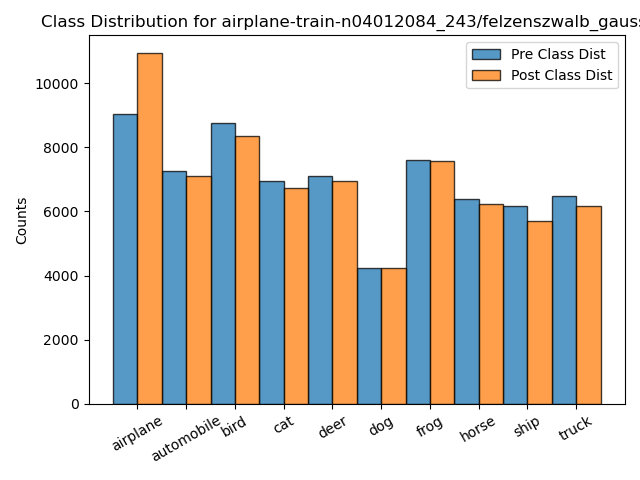 Class Distribution for airplane-train-n04012084_243/felzenszwalb_gauss
Pre Class Dist
Post Class Dist
Counts
10000
8000
6000
4000
2000
0
airplane
automobile
bird
cat
deer
dog
frog
horse
ship
truck